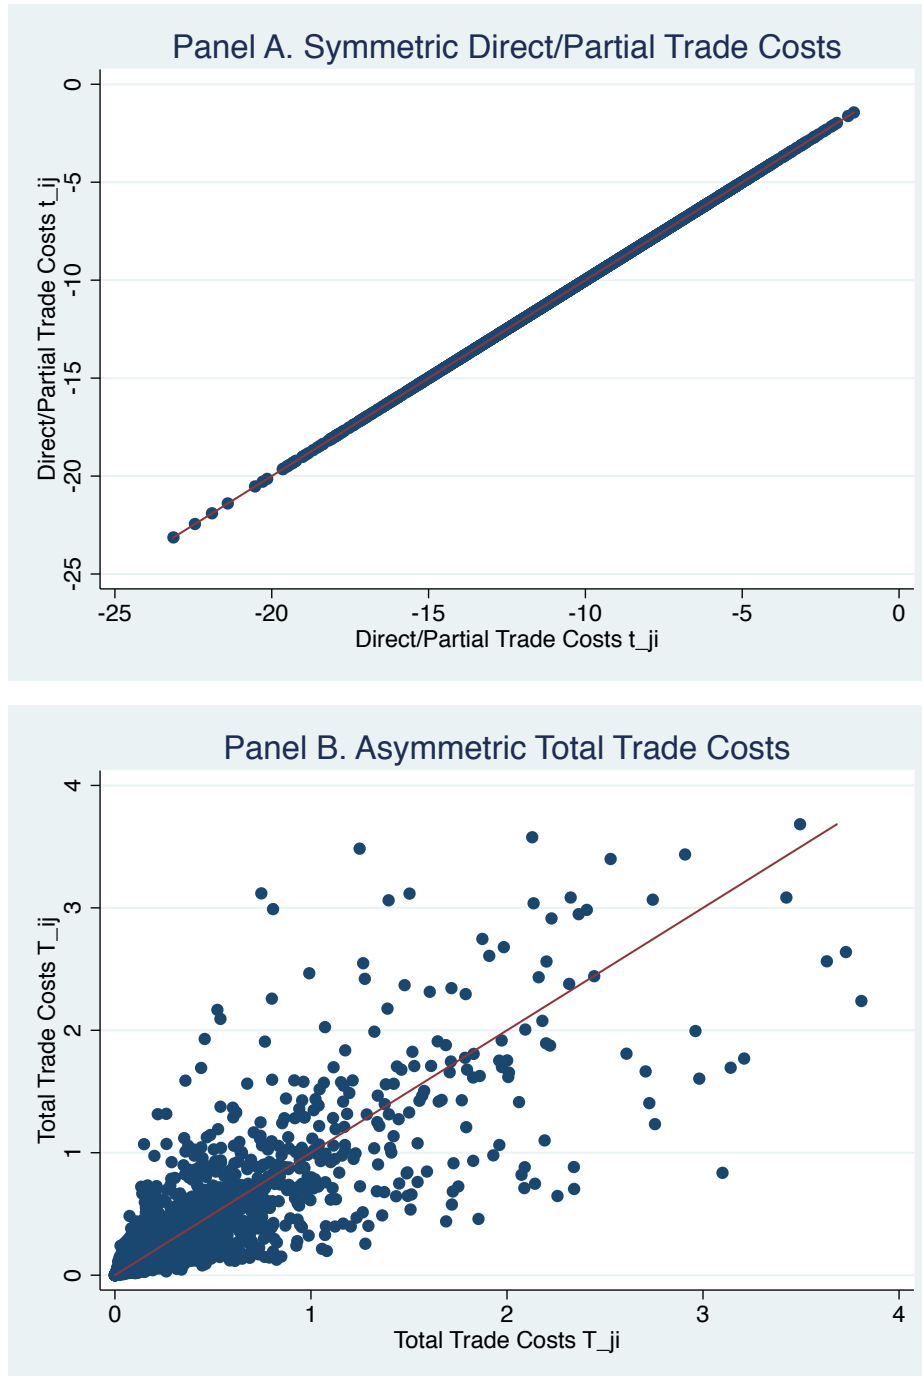 Panel A. Symmetric Direct/Partial Trade Costs
Direct/Partial Trade Costs t_ij
0
-5
-10
-15
-20
-25
-25 -20 -15 -10 -5 0
Direct/Partial Trade Costs t_ji
Panel B. Asymmetric Total Trade Costs
Total Trade Costs T_ij
4
3
2
1
0
0 1 2 3 4
Total Trade Costs T_ji